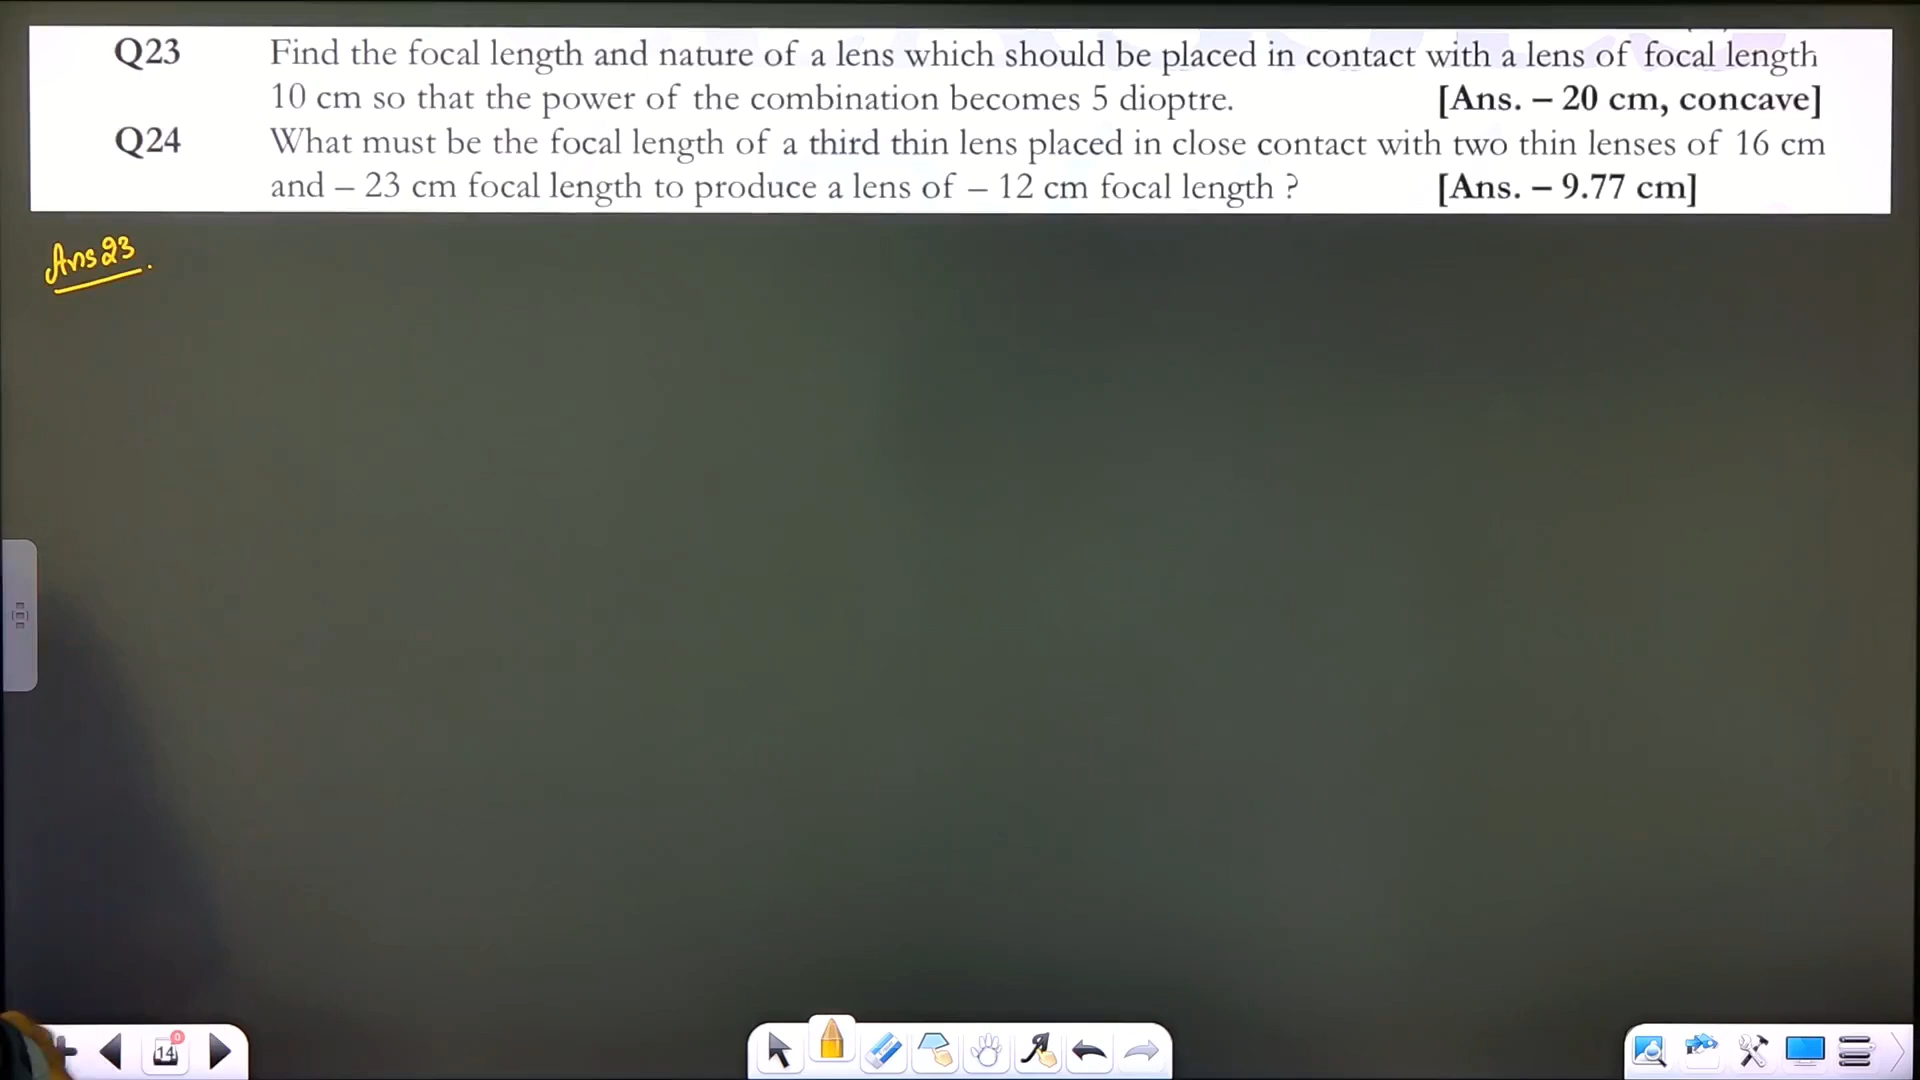 Q23 Find the focal length and nature of a lens which should be placed in contact with a lens of focal length
10 cm so that the power of the combination becomes 5 dioptre. [Ans. – 20 cm, concave]
Q24 What must be the focal length of a third thin lens placed in close contact with two thin lenses of 16 cm
and – 23 cm focal length to produce a lens of – 12 cm focal length ? [Ans. – 9.77 cm]
Ans 23.
14
0